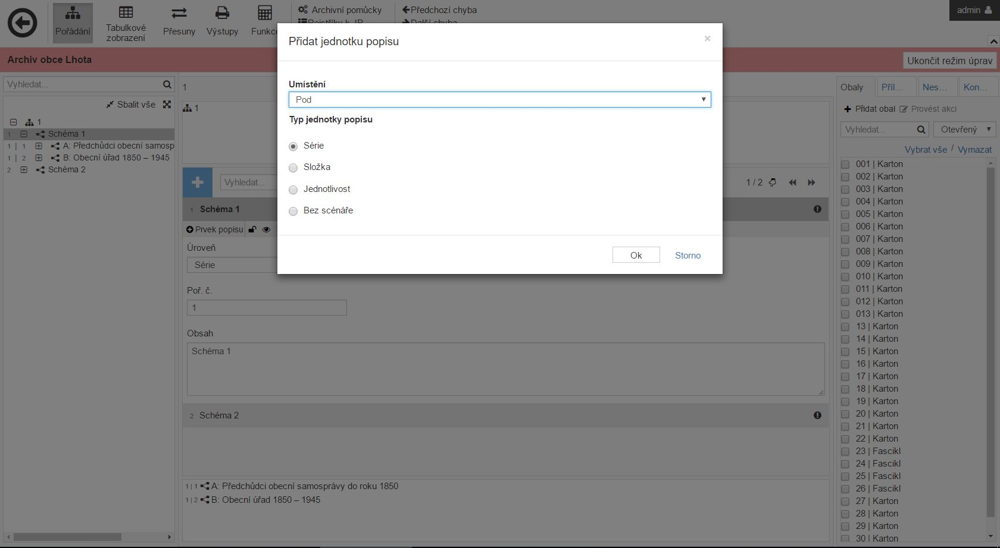 Pořádání
Tabulkové
zobrazení
Přesuny
Výstupy
Funkce
Archivní pomůcky
Rejstříky k JP
Předchozí chyba
Další chyba
admin
Archiv obce Lhota
Ukončit režim úprav
Přidat jednotku popisu
×
Umístění
Pod
Typ jednotky popisu
Série
Složka
Jednotlivost
Bez scénáře
Ok
Storno
Vyhledat...
Sbalit vše
1
1 Schéma 1
1 | 1 A: Předchůdci obecní samosp
1 | 2 B: Obecní úřad 1850 – 1945
2 Schéma 2
1
1
Vyhledat...
1 / 2
1 Schéma 1
Prvek popisu
Úroveň
Série
Poř. č.
1
Obsah
Schéma 1
2 Schéma 2
1 | 1 A: Předchůdci obecní samosprávy do roku 1850
1 | 2 B: Obecní úřad 1850 – 1945
Obaly
Příl...
Nes...
Kon...
Přidat obal
Provést akci
Vyhledat...
Otevřený
Vybrat vše / Vymazat
001 | Karton
002 | Karton
003 | Karton
004 | Karton
005 | Karton
006 | Karton
007 | Karton
008 | Karton
009 | Karton
010 | Karton
011 | Karton
012 | Karton
013 | Karton
13 | Karton
14 | Karton
15 | Karton
16 | Karton
17 | Karton
18 | Karton
19 | Karton
20 | Karton
21 | Karton
22 | Karton
23 | Fascikl
24 | Fascikl
25 | Fascikl
26 | Fascikl
27 | Karton
28 | Karton
29 | Karton
30 | Karton